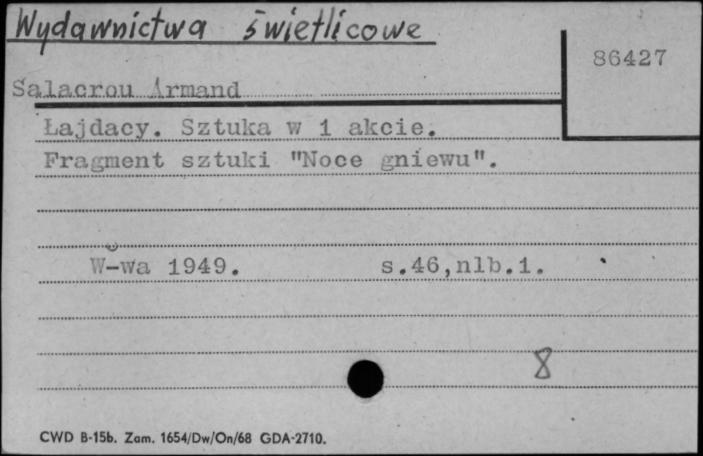 Wydawnictwa świetlicowe
86427
Salacrou Armand
Łajdacy. Sztuka w 1 akcie.
Fragment sztuki "Noce gniewu".
W-wa 1949. s.46,nlb.1.
8
CWD B-15b. Zam. 1654/Dw/On/68 GDA-2710.